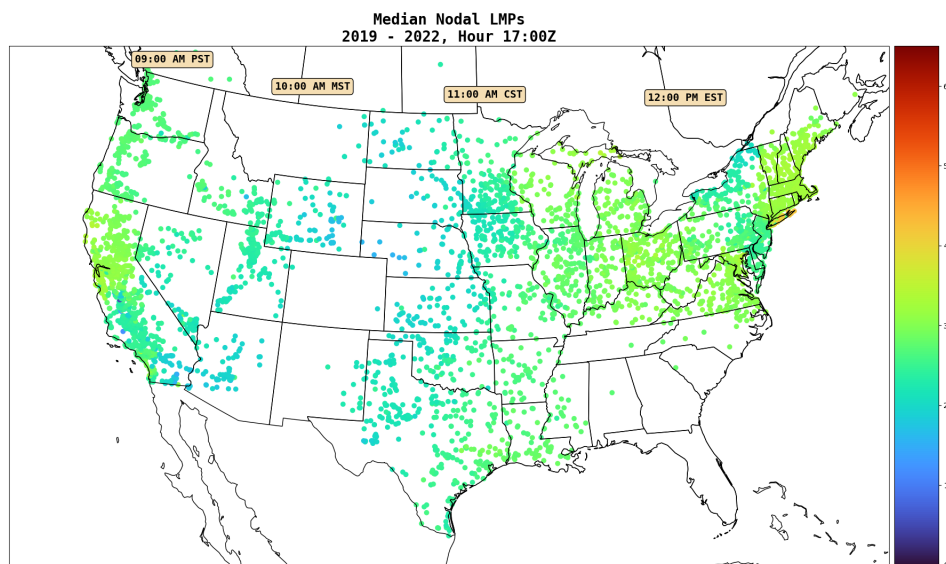 Median Nodal LMPs
2019 - 2022, Hour 17:00Z
09:00 AM PST
10:00 AM MST
11:00 AM CST
12:00 PM EST